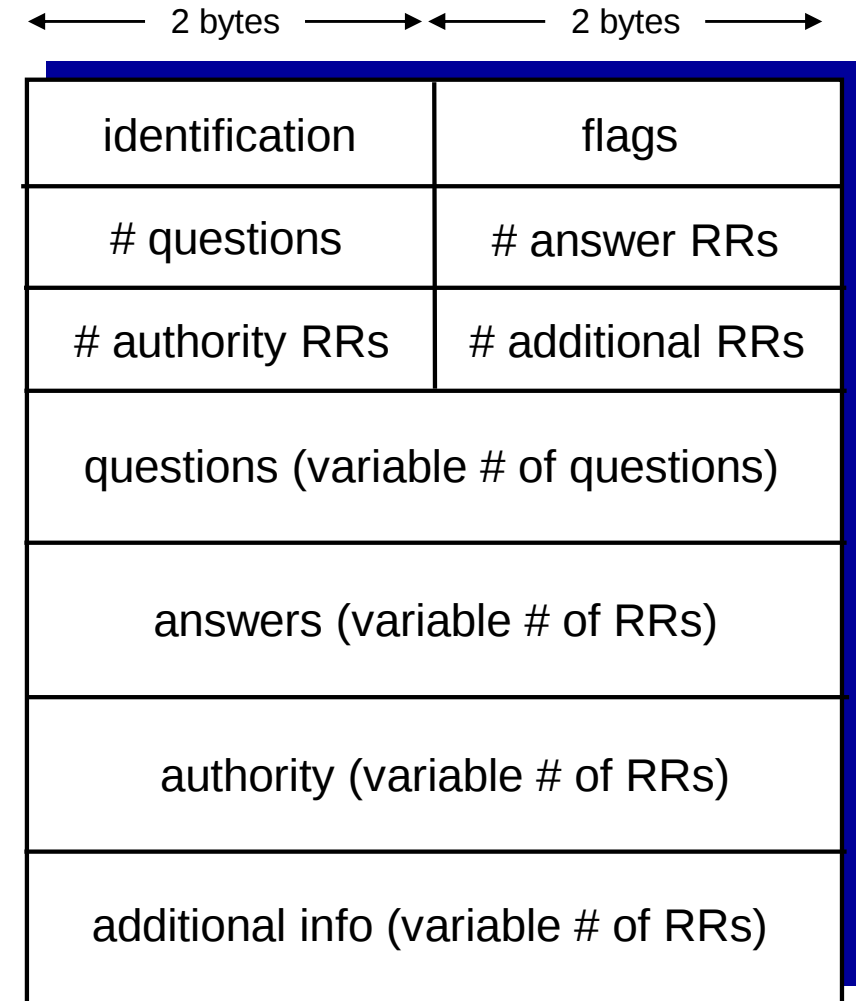 2 bytes 2 bytes
identification flags
# questions # answer RRs
# authority RRs # additional RRs
questions (variable # of questions)
answers (variable # of RRs)
authority (variable # of RRs)
additional info (variable # of RRs)